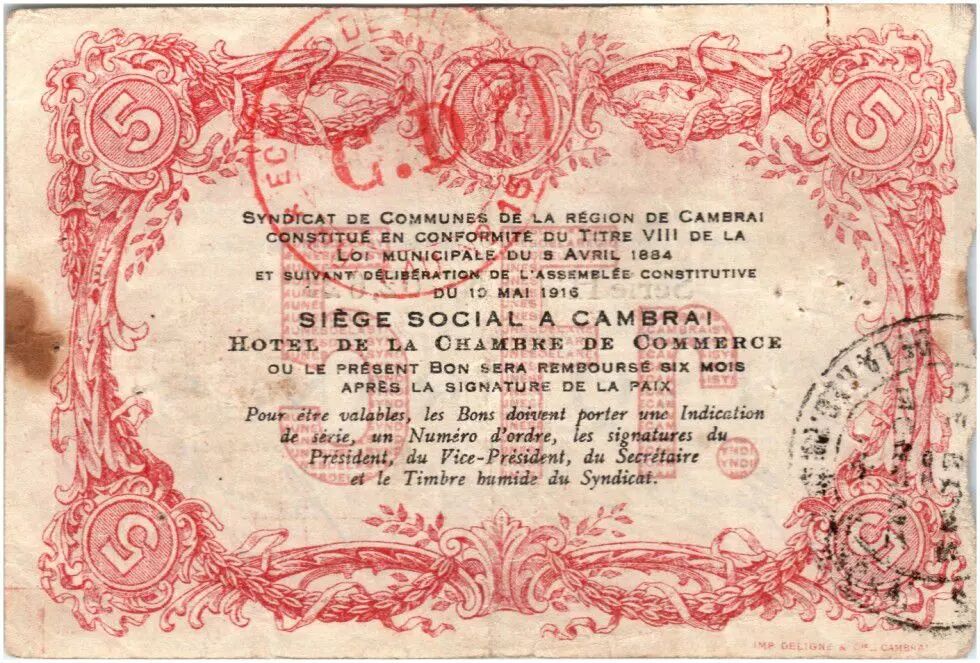 5 5
G.D
SYNDICAT DE COMMUNES DE LA RÉGION DE CAMBRAI
CONSTITUÉ EN CONFORMITÉ DU TITRE VIII DE LA
LOI MUNICIPALE DU 5 AVRIL 1884
ET SUIVANT DÉLIBÉRATION DE L'ASSEMBLÉE CONSTITUTIVE
DU 10 MAI 1916
SIÈGE SOCIAL A CAMBRAI
HOTEL DE LA CHAMBRE DE COMMERCE
OU LE PRÉSENT BON SERA REMBOURSÉ SIX MOIS
APRÈS LA SIGNATURE DE LA PAIX
Pour être valables, les Bons doivent porter une Indication
de série, un Numéro d'ordre, les signatures du
Président, du Vice-Président, du Secrétaire
et le Timbre humide du Syndicat.
5 fr.
5 5
IMP. DELIGNE & CIE., CAMBRAI